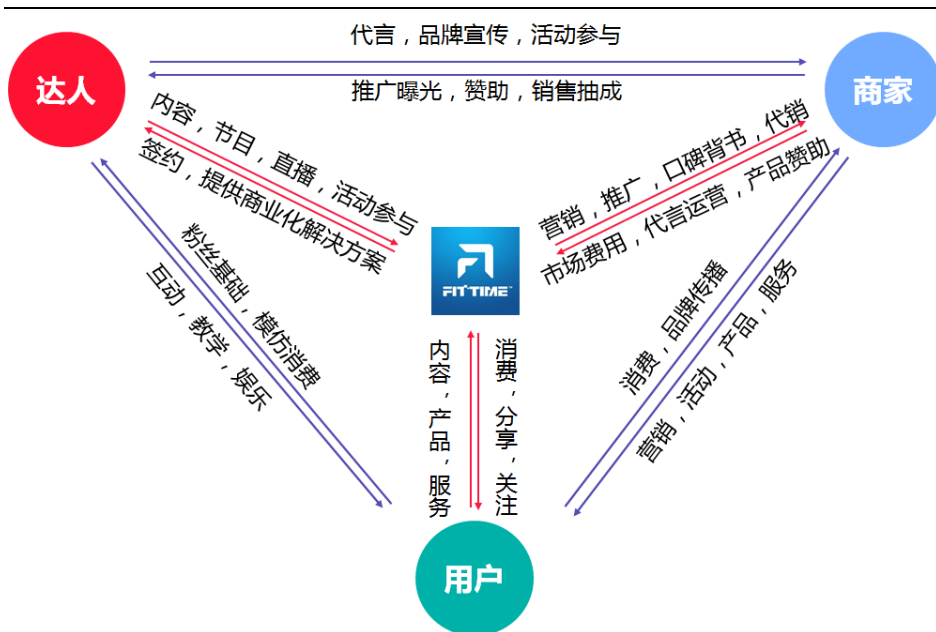 代言，品牌宣传，活动参与
达人
商家
推广曝光，赞助，销售抽成
内容，节目，直播，活动参与
签约，提供商业化解决方案
营销，推广，口碑背书，代销
市场费用，代言运营，产品赞助
FITTIME
粉丝基础，模仿消费
互动，教学，娱乐
消费，品牌传播
营销，活动，产品，服务
内容，产品，服务
消费，分享，关注
用户